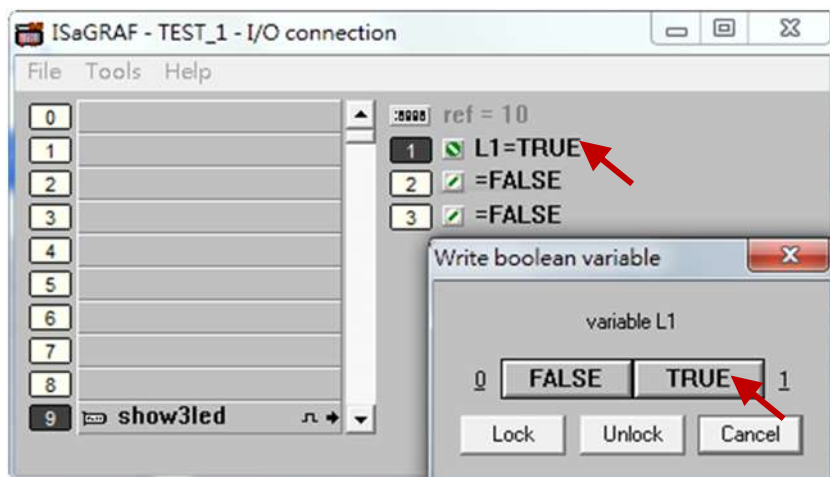 ISaGRAF - TEST_1 - I/O connection
File Tools Help
0
1
2
3
4
5
6
7
8
9 show3led
ref = 10
1 L1=TRUE
2 =FALSE
3 =FALSE
Write boolean variable
variable L1
0 FALSE TRUE 1
Lock Unlock Cancel